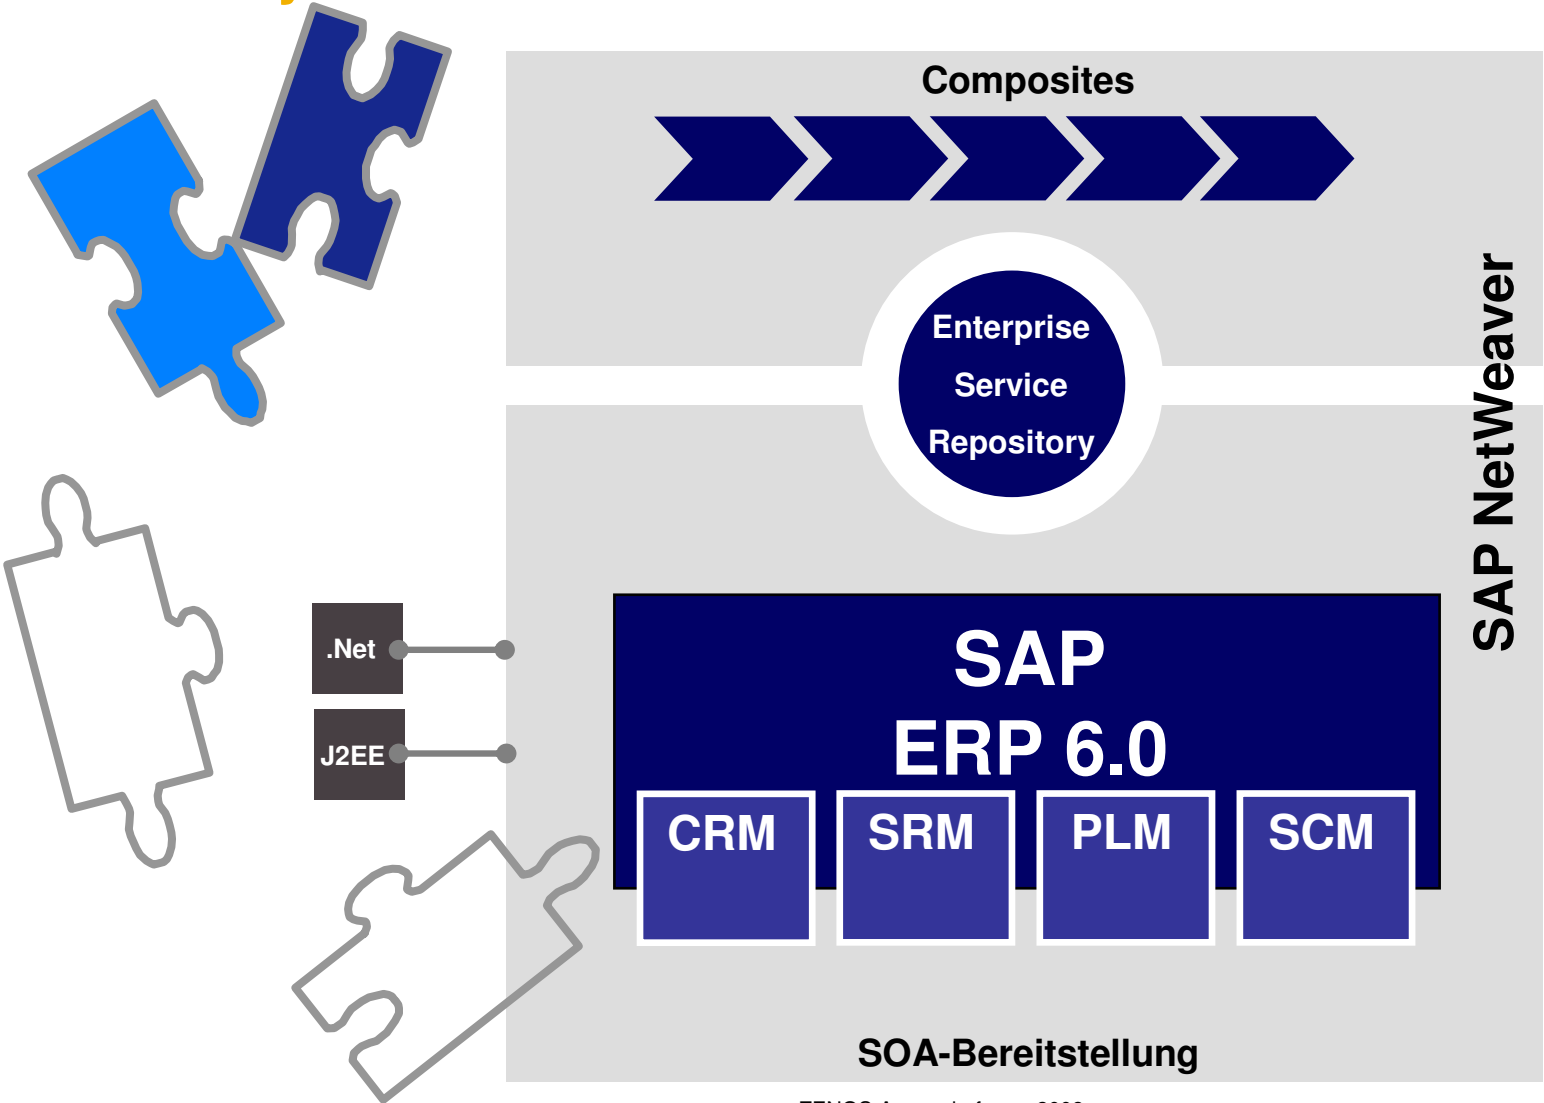 Composites
Enterprise
Service
Repository
SAP NetWeaver
.Net
J2EE
SAP
ERP 6.0
CRM
SRM
PLM
SCM
SOA-Bereitstellung